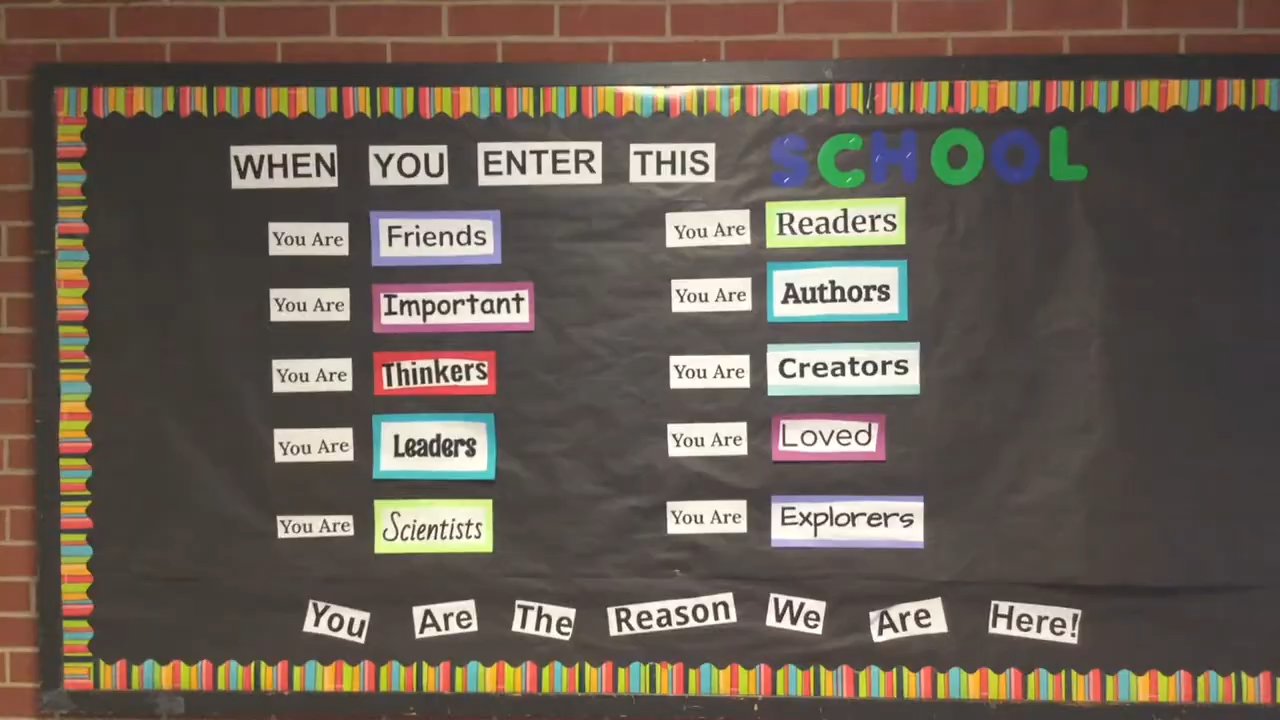 WHEN YOU ENTER THIS SCHOOL
You Are Friends
You Are Important
You Are Thinkers
You Are Leaders
You Are Scientists
You Are Readers
You Are Authors
You Are Creators
You Are Loved
You Are Explorers
You Are The Reason We Are Here!